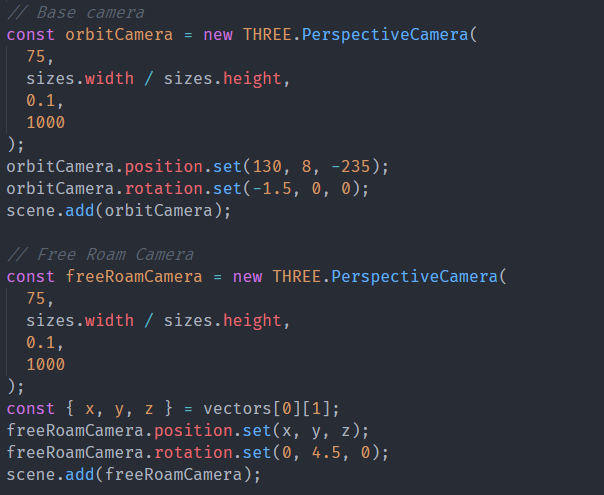 // Base camera
const orbitCamera = new THREE.PerspectiveCamera(
  75,
  sizes.width / sizes.height,
  0.1,
  1000
);
orbitCamera.position.set(130, 8, -235);
orbitCamera.rotation.set(-1.5, 0, 0);
scene.add(orbitCamera);

// Free Roam Camera
const freeRoamCamera = new THREE.PerspectiveCamera(
  75,
  sizes.width / sizes.height,
  0.1,
  1000
);
const { x, y, z } = vectors[0][1];
freeRoamCamera.position.set(x, y, z);
freeRoamCamera.rotation.set(0, 4.5, 0);
scene.add(freeRoamCamera);